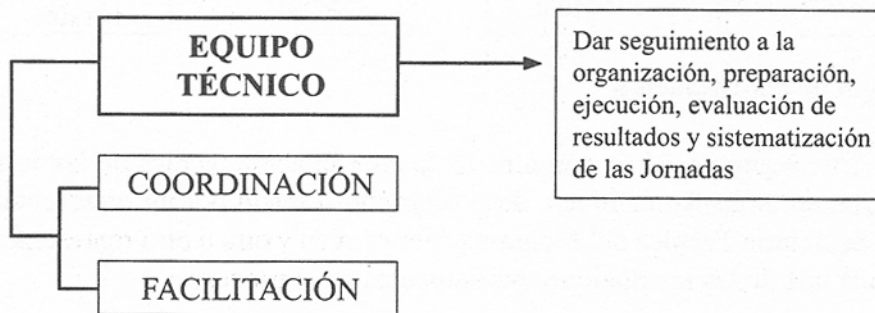 EQUIPO
TÉCNICO
Dar seguimiento a la
organización, preparación,
ejecución, evaluación de
resultados y sistematización
de las Jornadas
COORDINACIÓN
FACILITACIÓN